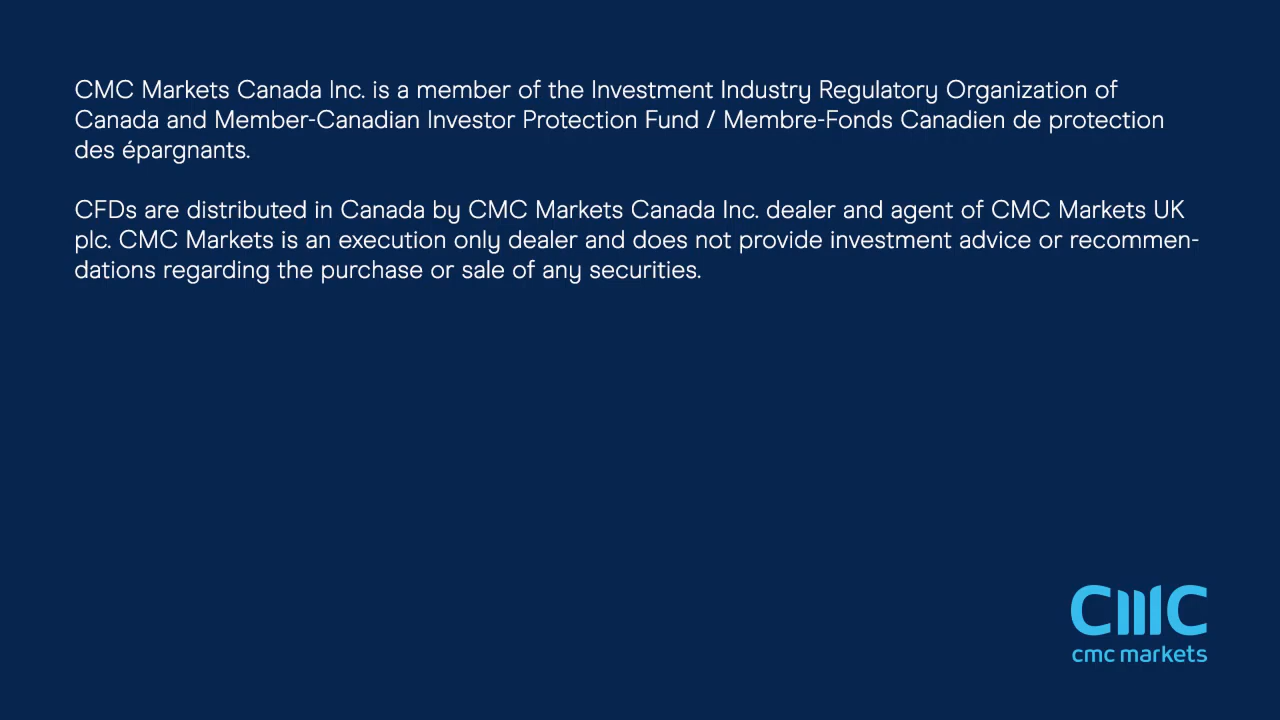 CMC Markets Canada Inc. is a member of the Investment Industry Regulatory Organization of
Canada and Member-Canadian Investor Protection Fund / Membre-Fonds Canadien de protection
des épargnants.
CFDs are distributed in Canada by CMC Markets Canada Inc. dealer and agent of CMC Markets UK
plc. CMC Markets is an execution only dealer and does not provide investment advice or recommen-
dations regarding the purchase or sale of any securities.
CMC
cmc markets